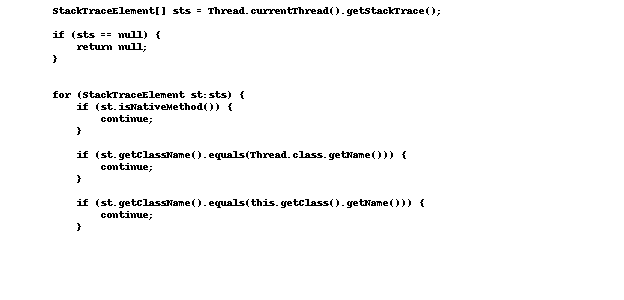 StackTraceElement[] sts = Thread.currentThread().getStackTrace();
if (sts == null) {
return null;
}
for (StackTraceElement st:sts) {
if (st.isNativeMethod()) {
continue;
}
if (st.getClassName().equals(Thread.class.getName())) {
continue;
}
if (st.getClassName().equals(this.getClass().getName())) {
continue;
}